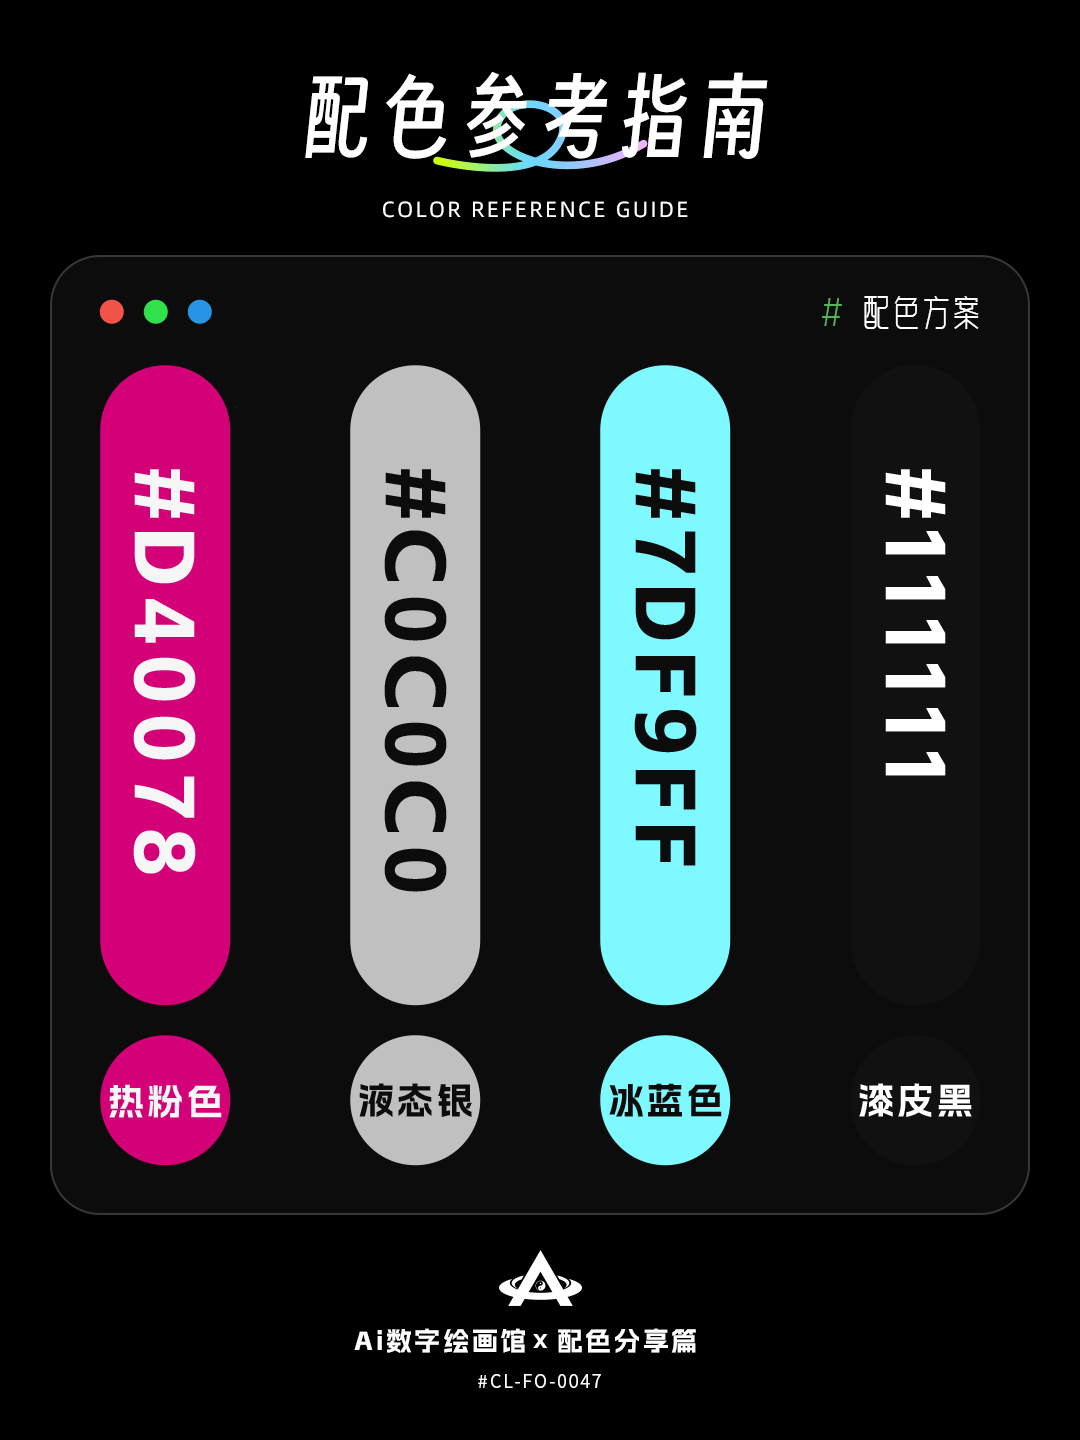 配色参考指南
COLOR REFERENCE GUIDE
# 配色方案
#D40078
#C0C0C0
#7DF9FF
#111111
热粉色
液态银
冰蓝色
漆皮黑
Ai数字绘画馆 x 配色分享篇
#CL-FO-0047